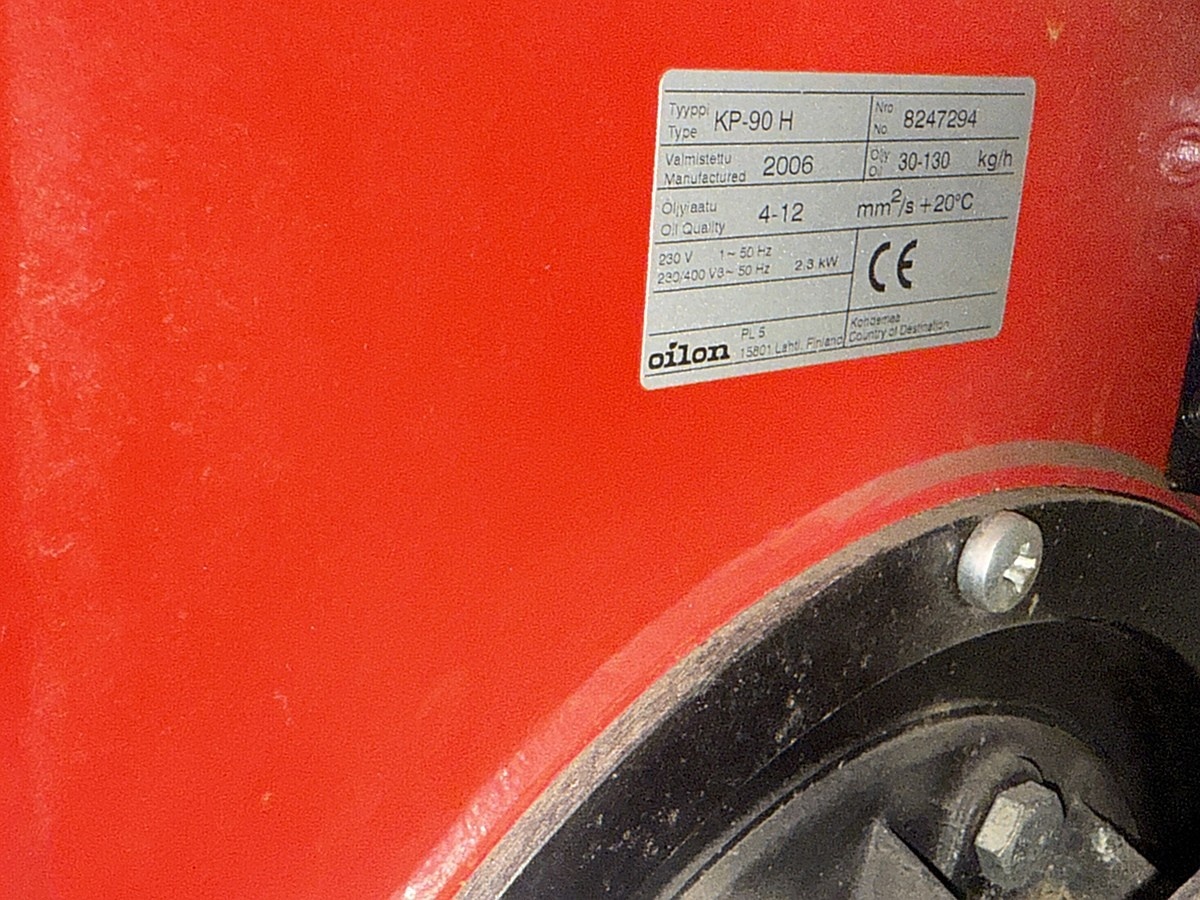 Tyyppi
Type KP-90 H
Nro
No 8247294
Valmistettu
Manufactured 2006
Öljy
Oil 30-130 kg/h
Öljylaatu
Oil Quality 4-12 mm²/s +20°C
230 V 1~ 50 Hz
230/400 V3~ 50 Hz 2.3 kW
CE
oilon
PL 5
15801 Lahti, Finland
Kohdemaa
Country of Destination